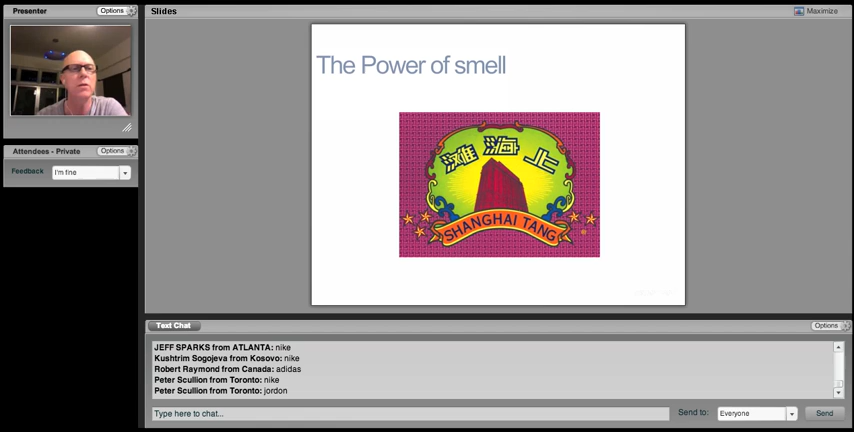 Presenter
Options
Slides
Maximize
The Power of smell
灘海上
SHANGHAI TANG
Attendees - Private
Options
Feedback
I'm fine
Text Chat
Options
JEFF SPARKS from ATLANTA: nike
Kushtrim Sogojeva from Kosovo: nike
Robert Raymond from Canada: adidas
Peter Scullion from Toronto: nike
Peter Scullion from Toronto: jordon
Type here to chat...
Send to:
Everyone
Send